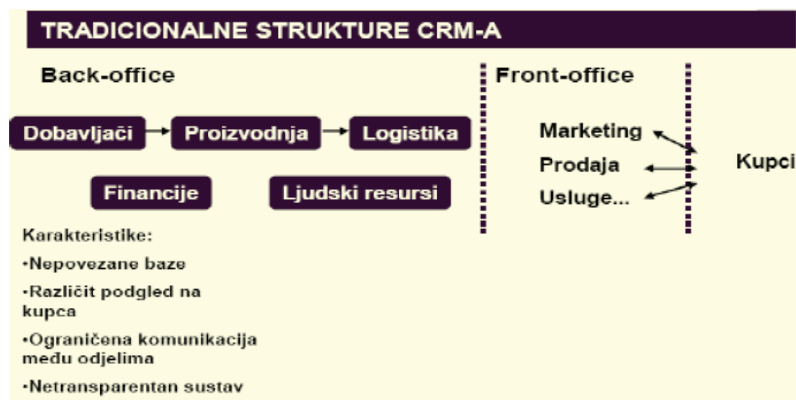 TRADICIONALNE STRUKTURE CRM-A
Back-office
Front-office
Dobavljači
Proizvodnja
Logistika
Marketing
Prodaja
Usluge...
Kupci
Financije
Ljudski resursi
Karakteristike:
•Nepovezane baze
•Različit podgled na
kupca
•Ograničena komunikacija
među odjelima
•Netransparentan sustav